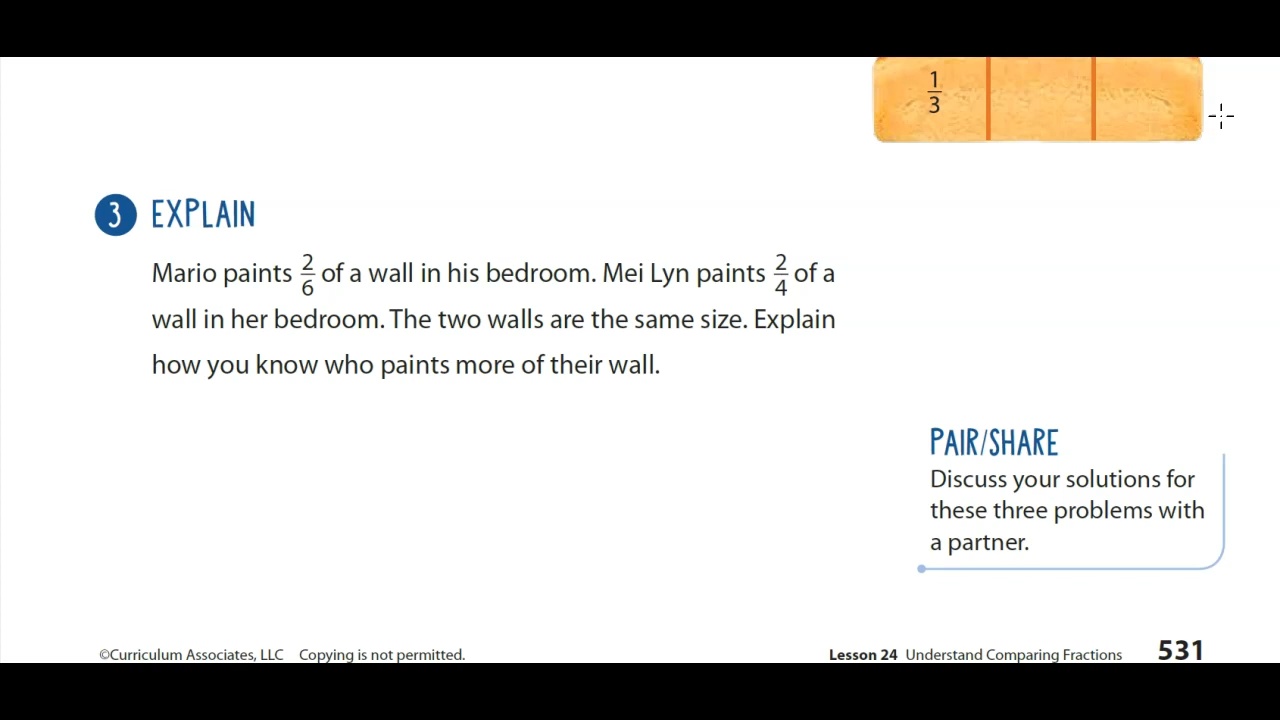 1
3
3 EXPLAIN
Mario paints 2/6 of a wall in his bedroom. Mei Lyn paints 2/4 of a
wall in her bedroom. The two walls are the same size. Explain
how you know who paints more of their wall.
PAIR/SHARE
Discuss your solutions for
these three problems with
a partner.
©Curriculum Associates, LLC Copying is not permitted.
Lesson 24 Understand Comparing Fractions 531